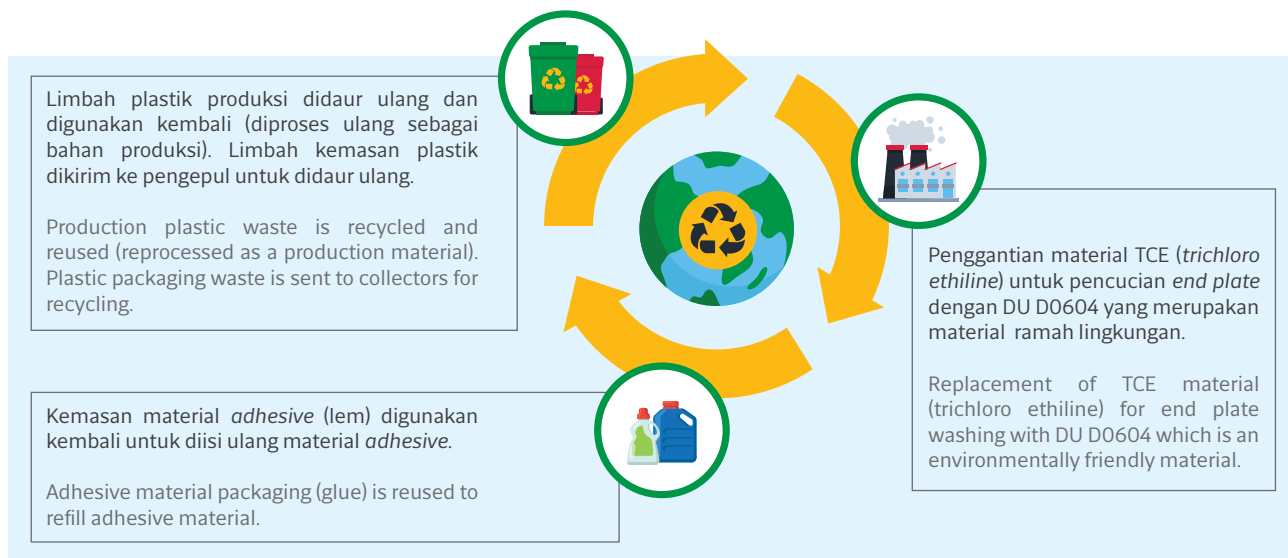 Limbah plastik produksi didaur ulang dan
digunakan kembali (diproses ulang sebagai
bahan produksi). Limbah kemasan plastik
dikirim ke pengepul untuk didaur ulang.
Production plastic waste is recycled and
reused (reprocessed as a production material).
Plastic packaging waste is sent to collectors for
recycling.
Penggantian material TCE (trichloro
ethiline) untuk pencucian end plate
dengan DU D0604 yang merupakan
material ramah lingkungan.
Replacement of TCE material
(trichloro ethiline) for end plate
washing with DU D0604 which is an
environmentally friendly material.
Kemasan material adhesive (lem) digunakan
kembali untuk diisi ulang material adhesive.
Adhesive material packaging (glue) is reused to
refill adhesive material.